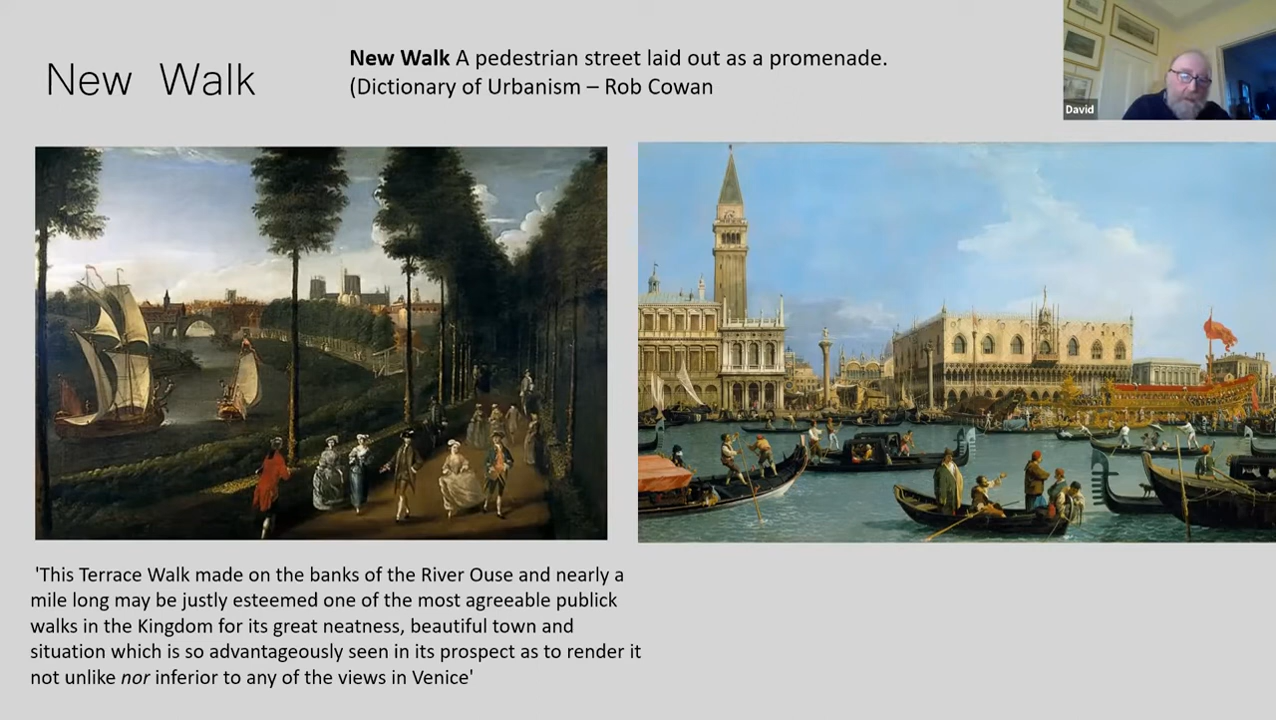 New Walk
New Walk A pedestrian street laid out as a promenade.
(Dictionary of Urbanism – Rob Cowan
David
'This Terrace Walk made on the banks of the River Ouse and nearly a
mile long may be justly esteemed one of the most agreeable publick
walks in the Kingdom for its great neatness, beautiful town and
situation which is so advantageously seen in its prospect as to render it
not unlike nor inferior to any of the views in Venice'